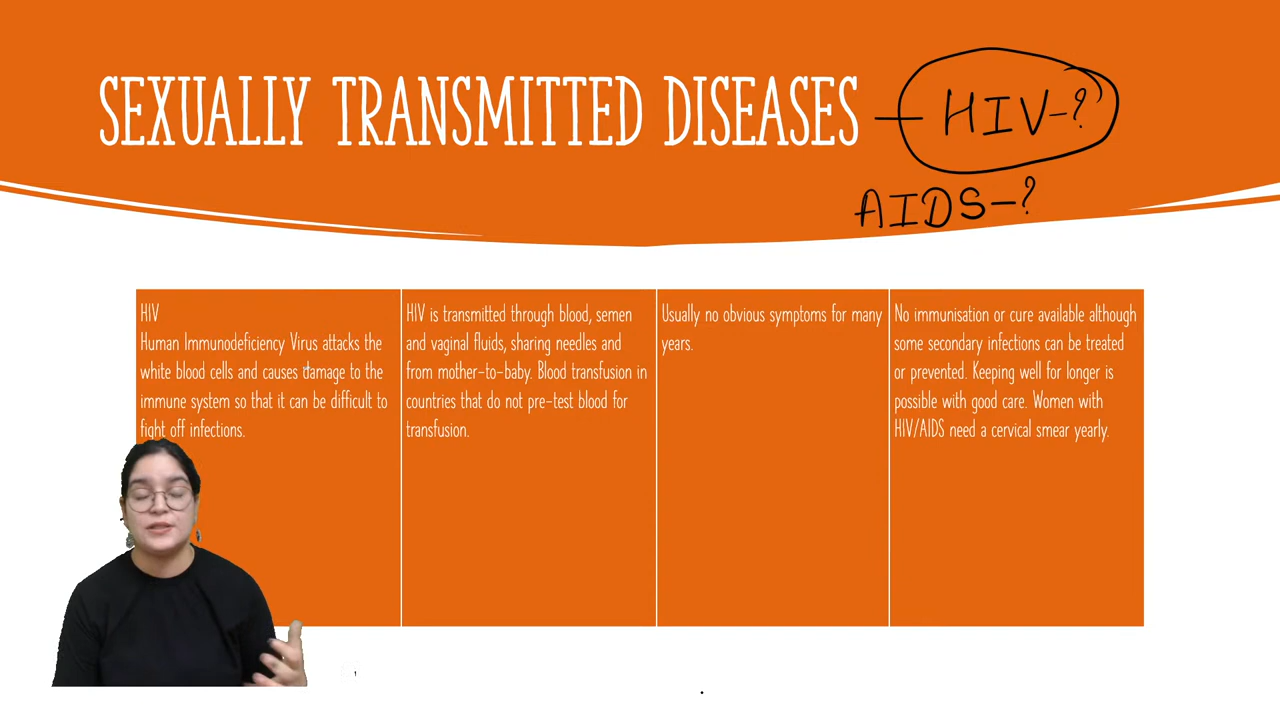 SEXUALLY TRANSMITTED DISEASES – HIV-?
AIDS-?
HIV
Human Immunodeficiency Virus attacks the
white blood cells and causes damage to the
immune system so that it can be difficult to
fight off infections.
HIV is transmitted through blood, semen
and vaginal fluids, sharing needles and
from mother-to-baby. Blood transfusion in
countries that do not pre-test blood for
transfusion.
Usually no obvious symptoms for many
years.
No immunisation or cure available although
some secondary infections can be treated
or prevented. Keeping well for longer is
possible with good care. Women with
HIV/AIDS need a cervical smear yearly.